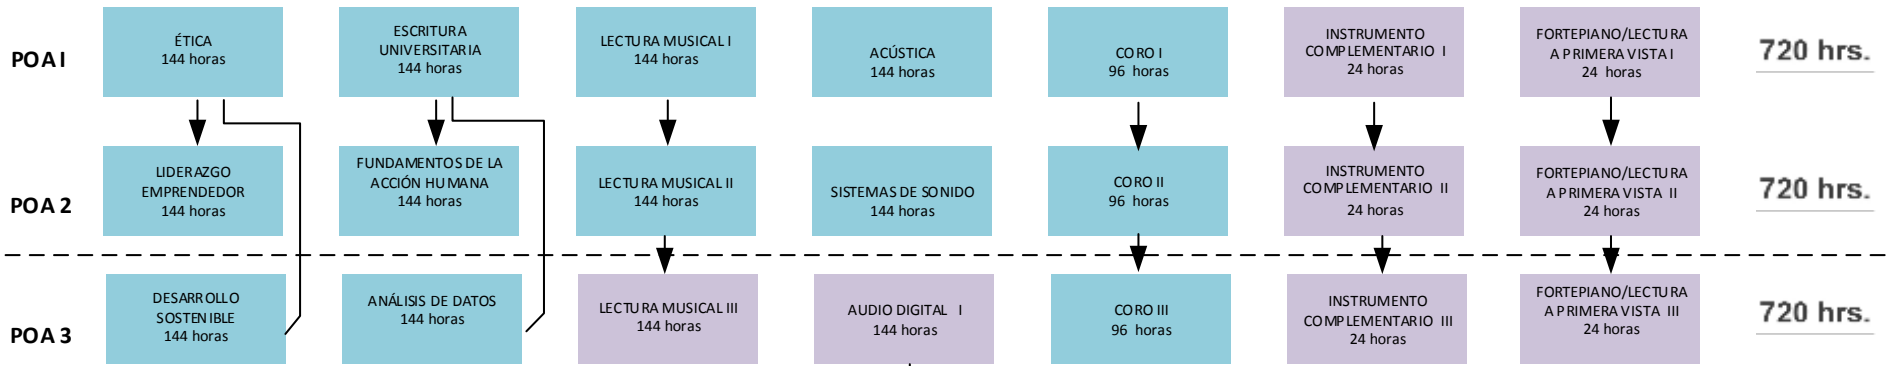 POA I
ÉTICA
144 horas
ESCRITURA
UNIVERSITARIA
144 horas
LECTURA MUSICAL I
144 horas
ACÚSTICA
144 horas
CORO I
96 horas
INSTRUMENTO
COMPLEMENTARIO I
24 horas
FORTEPIANO/LECTURA
A PRIMERA VISTA I
24 horas
720 hrs.
POA 2
LIDERAZGO
EMPRENDEDOR
144 horas
FUNDAMENTOS DE LA
ACCIÓN HUMANA
144 horas
LECTURA MUSICAL II
144 horas
SISTEMAS DE SONIDO
144 horas
CORO II
96 horas
INSTRUMENTO
COMPLEMENTARIO II
24 horas
FORTEPIANO/LECTURA
A PRIMERA VISTA II
24 horas
720 hrs.
POA 3
DESARROLLO
SOSTENIBLE
144 horas
ANÁLISIS DE DATOS
144 horas
LECTURA MUSICAL III
144 horas
AUDIO DIGITAL I
144 horas
CORO III
96 horas
INSTRUMENTO
COMPLEMENTARIO III
24 horas
FORTEPIANO/LECTURA
A PRIMERA VISTA III
24 horas
720 hrs.